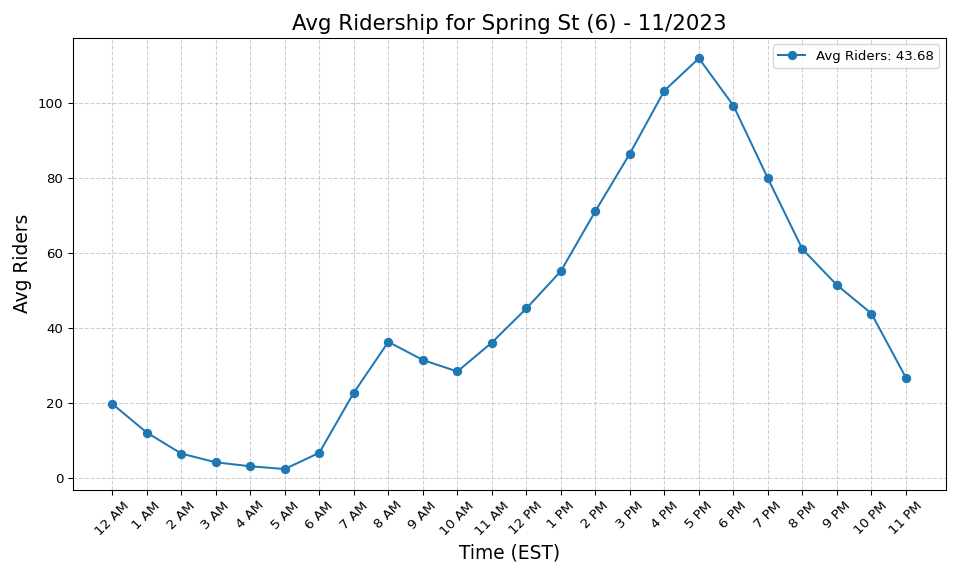 Avg Ridership for Spring St (6) - 11/2023
Avg Riders: 43.68
Avg Riders
100
80
60
40
20
0
12 AM
1 AM
2 AM
3 AM
4 AM
5 AM
6 AM
7 AM
8 AM
9 AM
10 AM
11 AM
12 PM
1 PM
2 PM
3 PM
4 PM
5 PM
6 PM
7 PM
8 PM
9 PM
10 PM
11 PM
Time (EST)